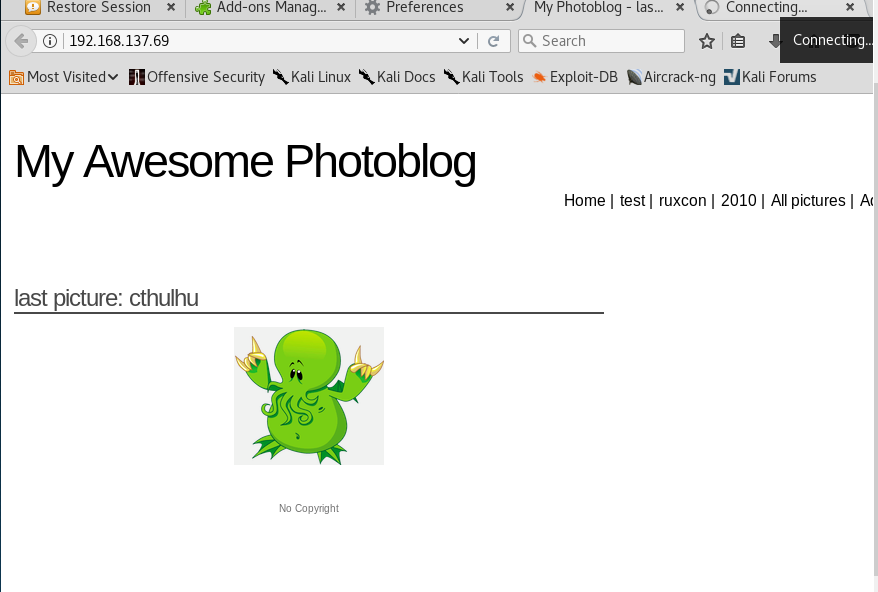 Restore Session Add-ons Manag... Preferences My Photoblog - las... Connecting...
192.168.137.69 Search Connecting...
Most Visited Offensive Security Kali Linux Kali Docs Kali Tools Exploit-DB Aircrack-ng Kali Forums
My Awesome Photoblog
Home | test | ruxcon | 2010 | All pictures |
last picture: cthulhu
No Copyright